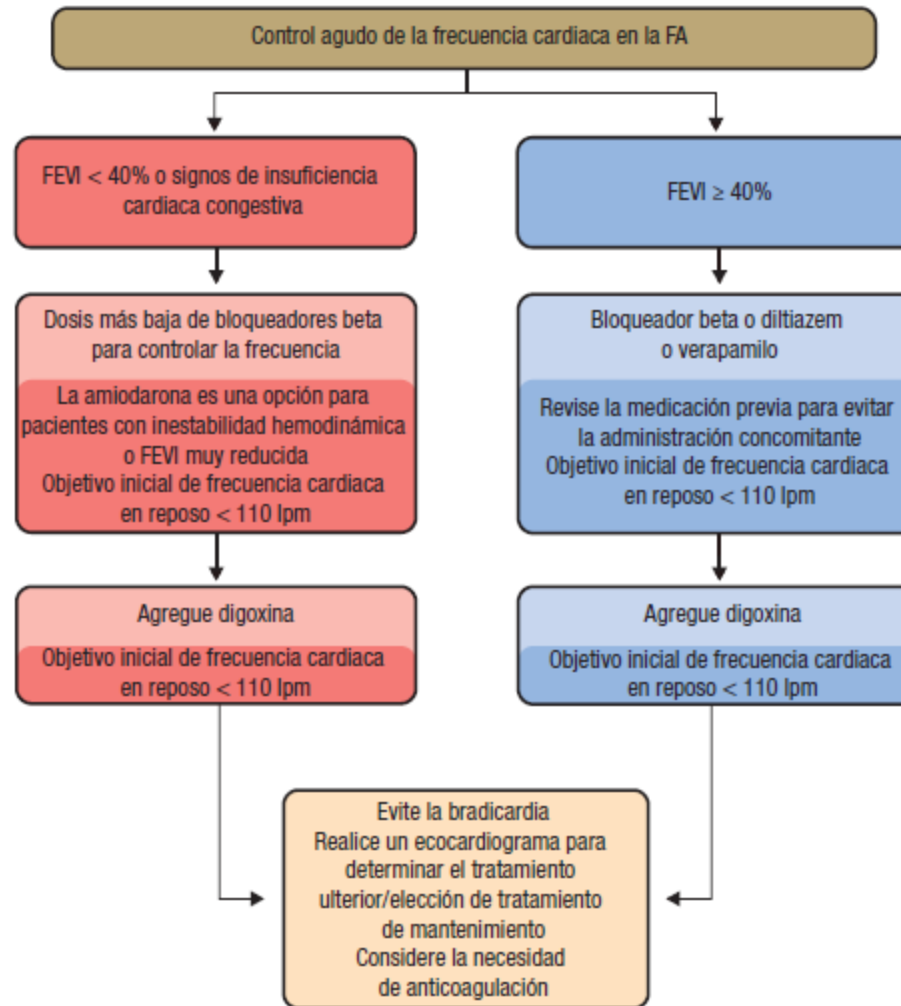 Control agudo de la frecuencia cardiaca en la FA
FEVI < 40% o signos de insuficiencia
cardiaca congestiva
FEVI ≥ 40%
Dosis más baja de bloqueadores beta
para controlar la frecuencia
La amiodarona es una opción para
pacientes con inestabilidad hemodinámica
o FEVI muy reducida
Objetivo inicial de frecuencia cardiaca
en reposo < 110 lpm
Bloqueador beta o diltiazem
o verapamilo
Revise la medicación previa para evitar
la administración concomitante
Objetivo inicial de frecuencia cardiaca
en reposo < 110 lpm
Agregue digoxina
Objetivo inicial de frecuencia cardiaca
en reposo < 110 lpm
Agregue digoxina
Objetivo inicial de frecuencia cardiaca
en reposo < 110 lpm
Evite la bradicardia
Realice un ecocardiograma para
determinar el tratamiento
ulterior/elección de tratamiento
de mantenimiento
Considere la necesidad
de anticoagulación